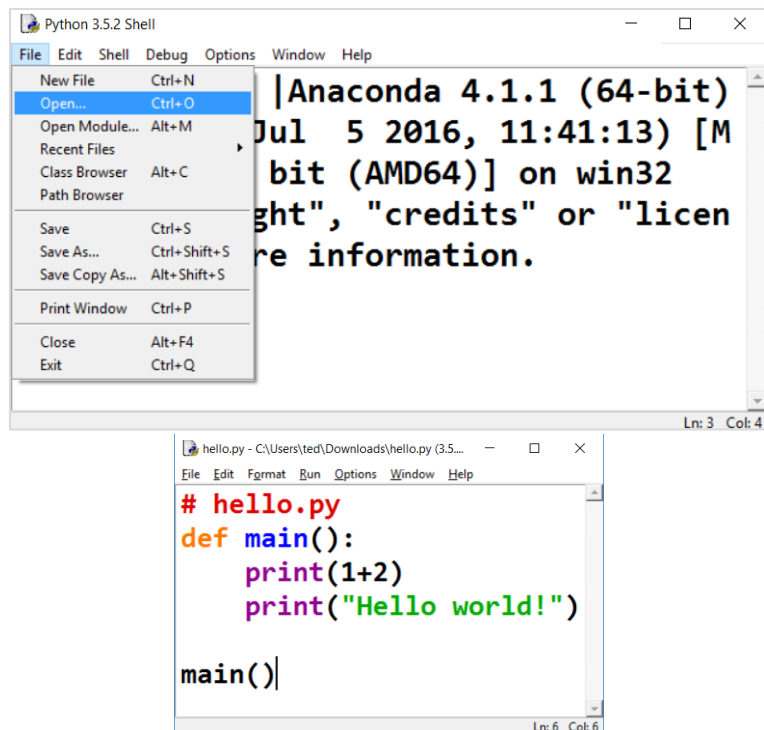 Python 3.5.2 Shell
File Edit Shell Debug Options Window Help
New File Ctrl+N
Open... Ctrl+O
Open Module... Alt+M
Recent Files
Class Browser Alt+C
Path Browser
Save Ctrl+S
Save As... Ctrl+Shift+S
Save Copy As... Alt+Shift+S
Print Window Ctrl+P
Close Alt+F4
Exit Ctrl+Q
|Anaconda 4.1.1 (64-bit)
Jul 5 2016, 11:41:13) [M
bit (AMD64)] on win32
ght", "credits" or "licen
re information.
Ln: 3 Col: 4
hello.py - C:\Users\ted\Downloads\hello.py (3.5....
File Edit Format Run Options Window Help
# hello.py
def main():
    print(1+2)
    print("Hello world!")
main()
Ln: 6 Col: 6